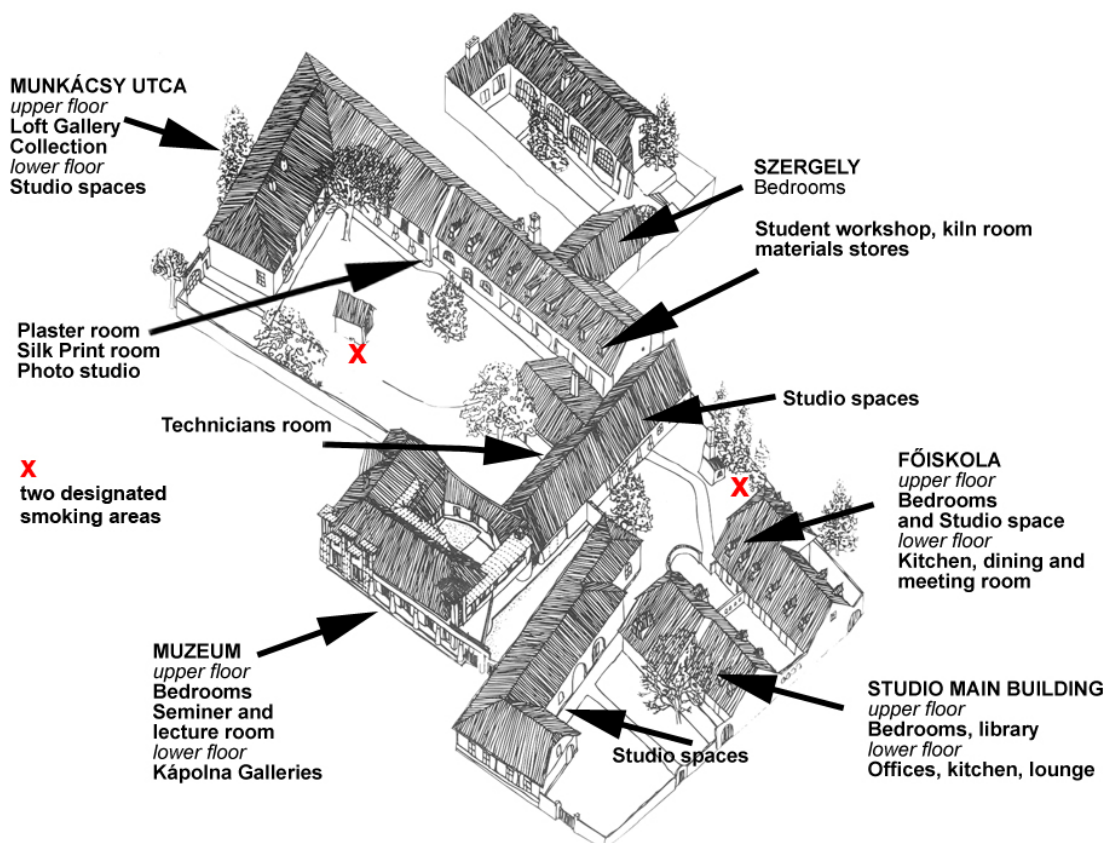 MUNKÁCSY UTCA
upper floor
Loft Gallery
Collection
lower floor
Studio spaces
SZERGELY
Bedrooms
Student workshop, kiln room
materials stores
Plaster room
Silk Print room
Photo studio
X
Technicians room
Studio spaces
X
two designated
smoking areas
X
FŐISKOLA
upper floor
Bedrooms
and Studio space
lower floor
Kitchen, dining and
meeting room
MUZEUM
upper floor
Bedrooms
Seminer and
lecture room
lower floor
Kápolna Galleries
Studio spaces
STUDIO MAIN BUILDING
upper floor
Bedrooms, library
lower floor
Offices, kitchen, lounge